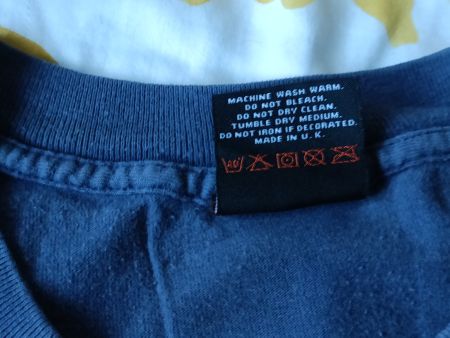 MACHINE WASH WARM.
DO NOT BLEACH.
DO NOT DRY CLEAN.
TUMBLE DRY MEDIUM.
DO NOT IRON IF DECORATED.
MADE IN U.K.
40°